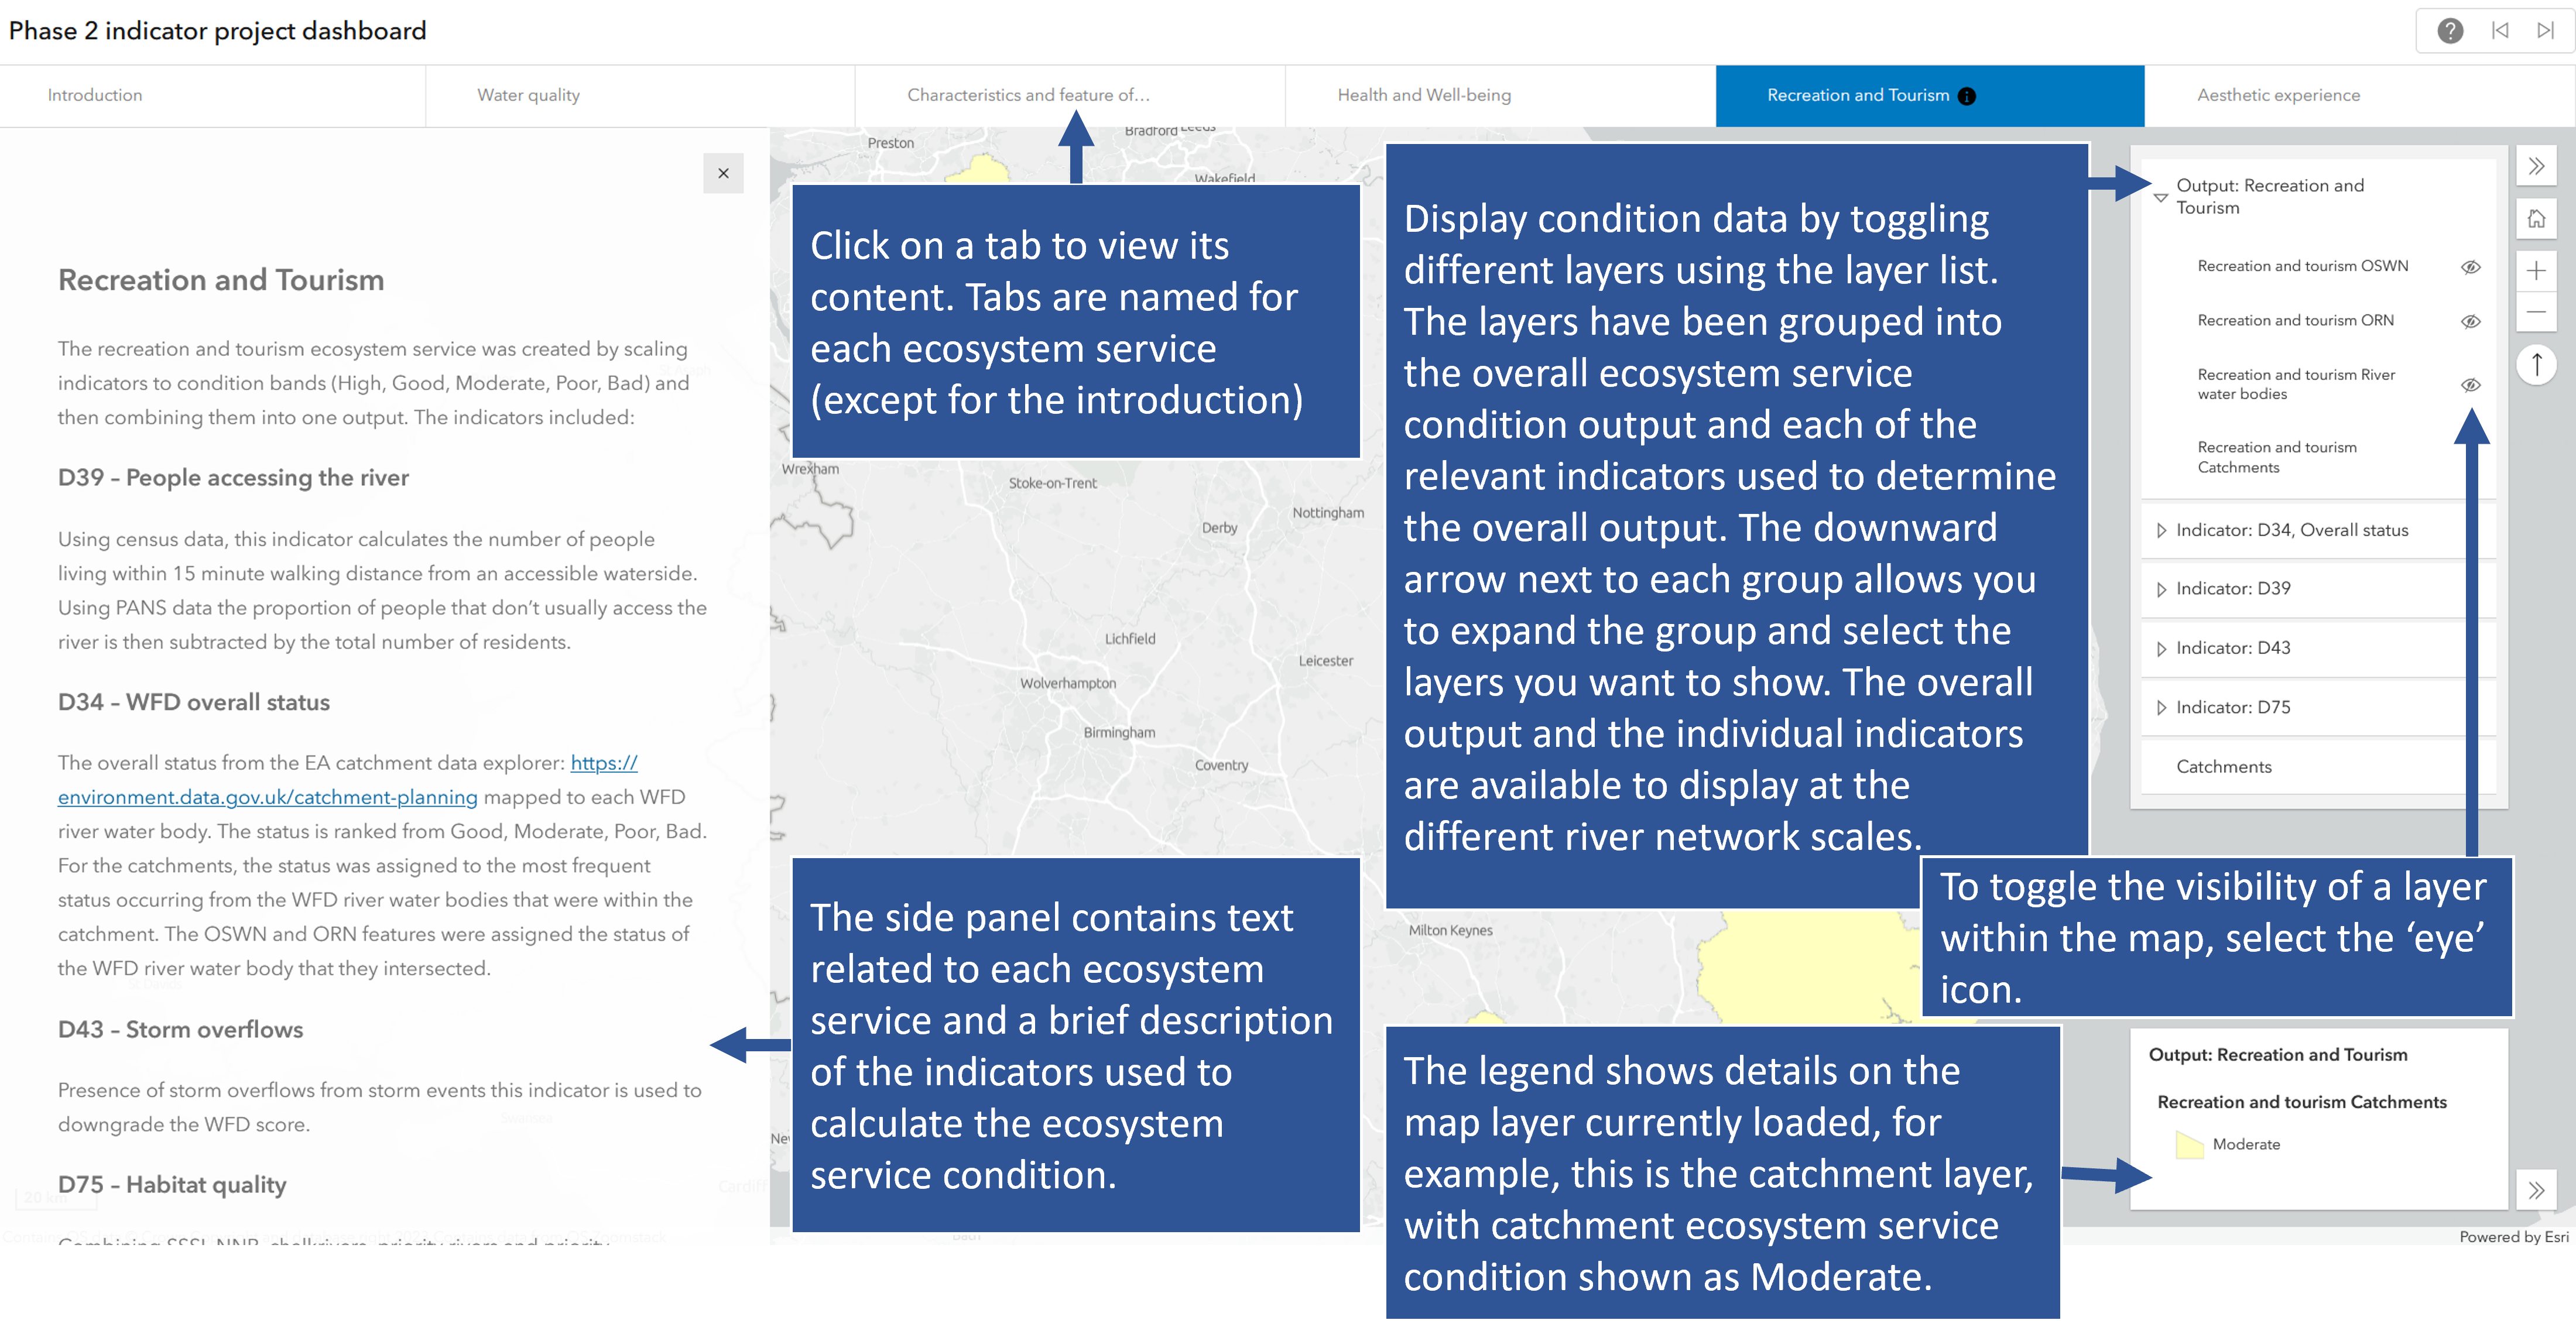 Phase 2 indicator project dashboard
Introduction
Water quality
Characteristics and feature of...
Health and Well-being
Recreation and Tourism
Aesthetic experience
Recreation and Tourism
The recreation and tourism ecosystem service was created by scaling
indicators to condition bands (High, Good, Moderate, Poor, Bad) and
then combining them into one output. The indicators included:
D39 – People accessing the river
Using census data, this indicator calculates the number of people
living within 15 minute walking distance from an accessible waterside.
Using PANS data the proportion of people that don't usually access the
river is then subtracted by the total number of residents.
D34 – WFD overall status
The overall status from the EA catchment data explorer: https://
environment.data.gov.uk/catchment-planning mapped to each WFD
river water body. The status is ranked from Good, Moderate, Poor, Bad.
For the catchments, the status was assigned to the most frequent
status occurring from the WFD river water bodies that were within the
catchment. The OSWN and ORN features were assigned the status of
the WFD river water body that they intersected.
D43 – Storm overflows
Presence of storm overflows from storm events this indicator is used to
downgrade the WFD score.
D75 – Habitat quality
20 km
Cardiff
Preston
Bradford
Leeds
Wakefield
Click on a tab to view its
content. Tabs are named for
each ecosystem service
(except for the introduction)
Wrexham
Stoke-on-Trent
Derby
Nottingham
Lichfield
Leicester
Wolverhampton
Birmingham
Coventry
Milton Keynes
The side panel contains text
related to each ecosystem
service and a brief description
of the indicators used to
calculate the ecosystem
service condition.
Display condition data by toggling
different layers using the layer list.
The layers have been grouped into
the overall ecosystem service
condition output and each of the
relevant indicators used to determine
the overall output. The downward
arrow next to each group allows you
to expand the group and select the
layers you want to show. The overall
output and the individual indicators
are available to display at the
different river network scales.
Output: Recreation and
Tourism
Recreation and tourism OSWN
Recreation and tourism ORN
Recreation and tourism River
water bodies
Recreation and tourism
Catchments
Indicator: D34, Overall status
Indicator: D39
Indicator: D43
Indicator: D75
Catchments
To toggle the visibility of a layer
within the map, select the ‘eye’
icon.
The legend shows details on the
map layer currently loaded, for
example, this is the catchment layer,
with catchment ecosystem service
condition shown as Moderate.
Output: Recreation and Tourism
Recreation and tourism Catchments
Moderate
Powered by Esri